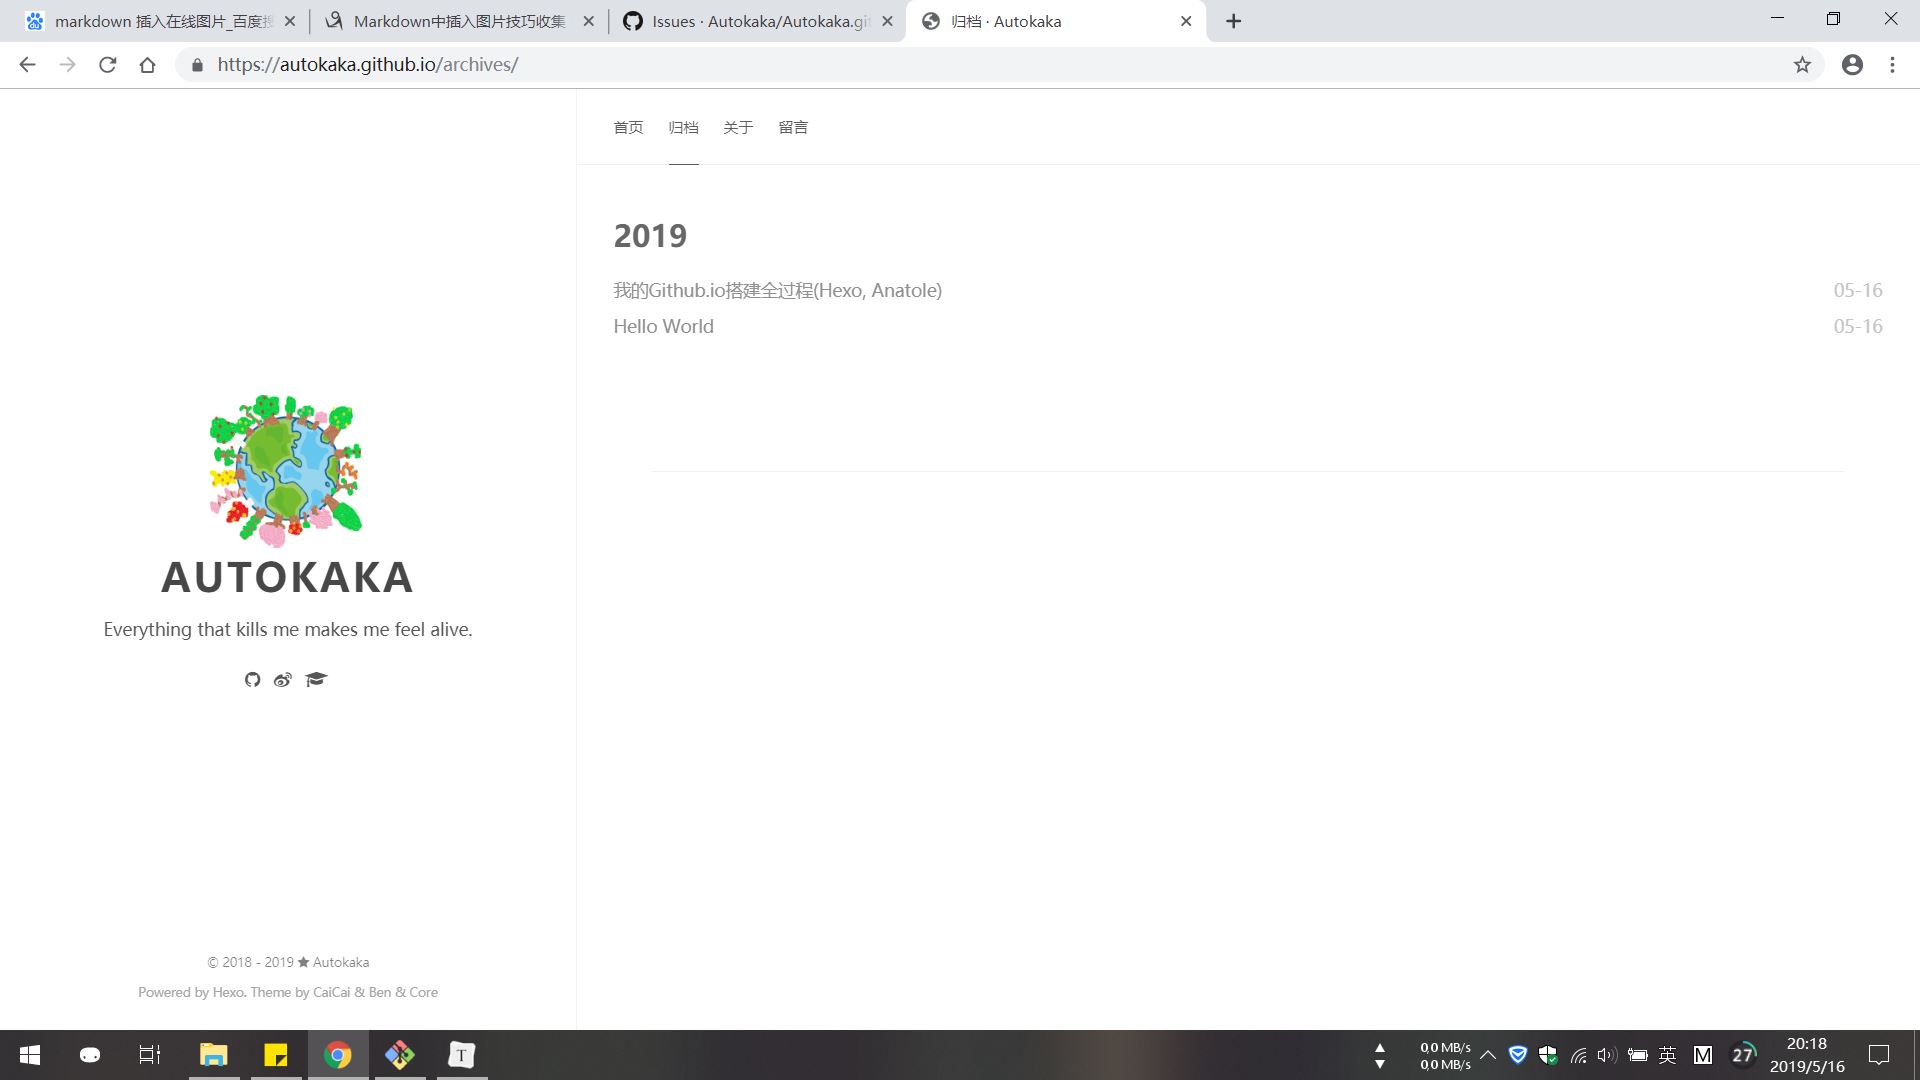 markdown 插入在线图片_百度搜
Markdown中插入图片技巧收集
Issues · Autokaka/Autokaka.git
归档 · Autokaka
https://autokaka.github.io/archives/
首页 归档 关于 留言
2019
我的Github.io搭建全过程(Hexo, Anatole) 05-16
Hello World 05-16
AUTOKAKA
Everything that kills me makes me feel alive.
© 2018 - 2019 ★ Autokaka
Powered by Hexo. Theme by CaiCai & Ben & Core
T
0.0 MB/s
0.0 MB/s
英
M
27
20:18
2019/5/16